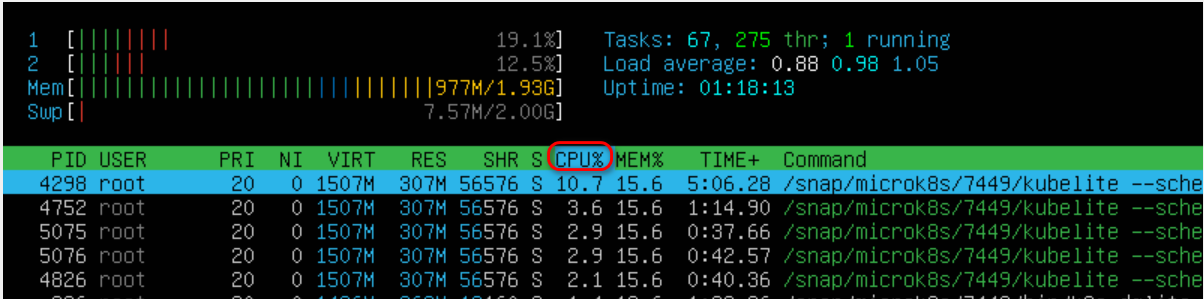 1 [||||||||| 19.1%] Tasks: 67, 275 thr; 1 running
2 [|||||| 12.5%] Load average: 0.88 0.98 1.05
Mem[||||||||||||||||||||||||||||||||977M/1.93G] Uptime: 01:18:13
Swp[| 7.57M/2.00G]
PID USER PRI NI VIRT RES SHR S CPU% MEM% TIME+ Command
4298 root 20 0 1507M 307M 56576 S 10.7 15.6 5:06.28 /snap/microk8s/7449/kubelite --sche
4752 root 20 0 1507M 307M 56576 S 3.6 15.6 1:14.90 /snap/microk8s/7449/kubelite --sche
5075 root 20 0 1507M 307M 56576 S 2.9 15.6 0:37.66 /snap/microk8s/7449/kubelite --sche
5076 root 20 0 1507M 307M 56576 S 2.9 15.6 0:42.57 /snap/microk8s/7449/kubelite --sche
4826 root 20 0 1507M 307M 56576 S 2.1 15.6 0:40.36 /snap/microk8s/7449/kubelite --sche